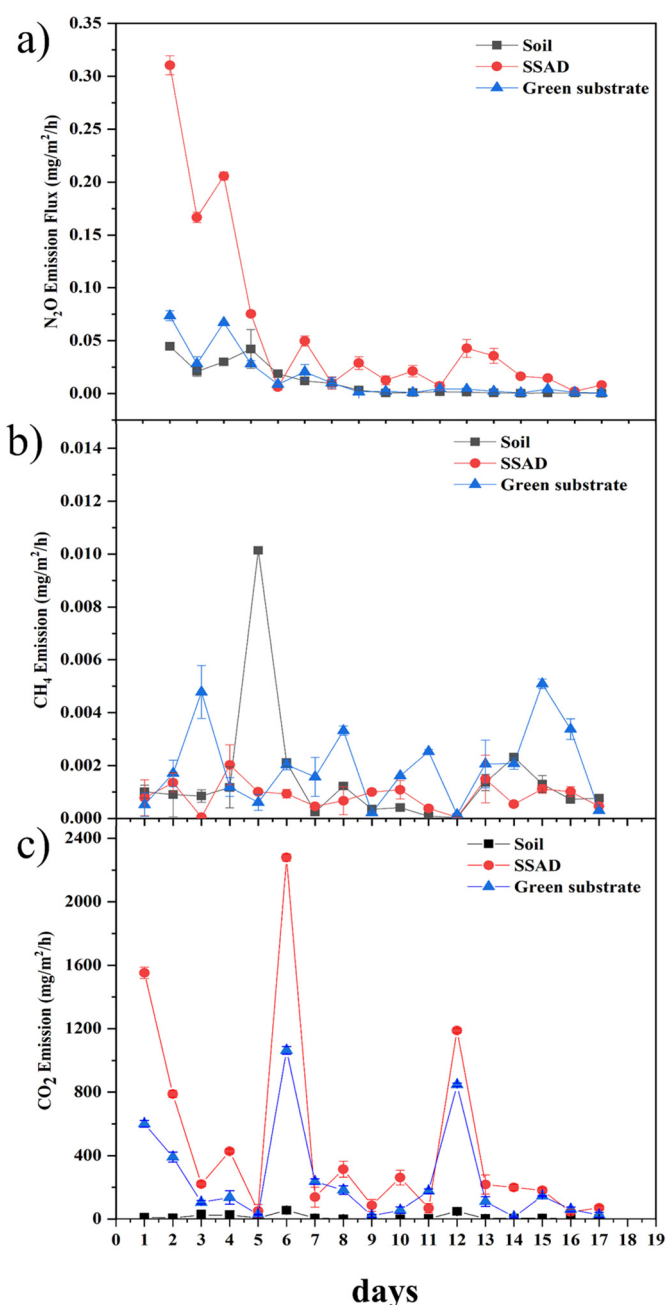 a)
N₂O Emission Flux (mg/m²/h)
0.35
0.30
0.25
0.20
0.15
0.10
0.05
0.00
Soil
SSAD
Green substrate
b)
CH₄ Emission (mg/m²/h)
0.014
0.012
0.010
0.008
0.006
0.004
0.002
0.000
Soil
SSAD
Green substrate
c)
CO₂ Emission (mg/m²/h)
2400
2000
1600
1200
800
400
0
Soil
SSAD
Green substrate
0 1 2 3 4 5 6 7 8 9 10 11 12 13 14 15 16 17 18 19
days